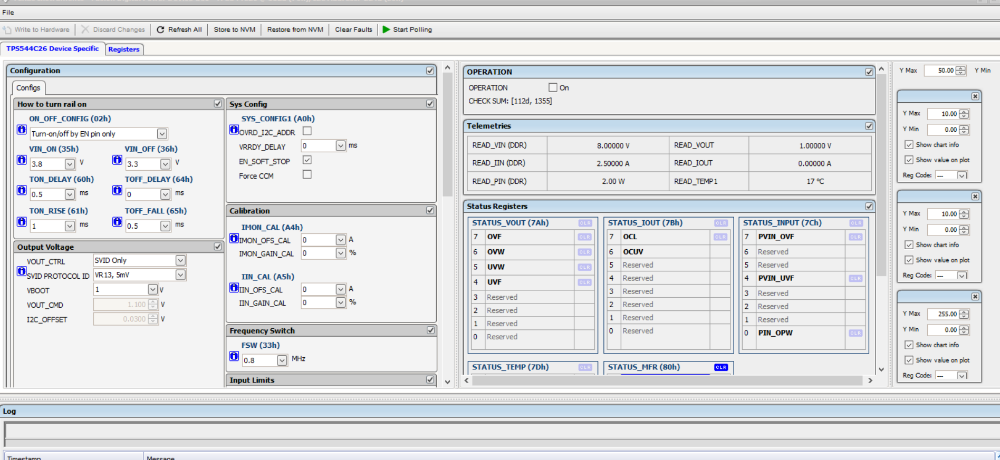 File
Write to Hardware Discard Changes Refresh All Store to NVM Restore from NVM Clear Faults Start Polling
TPS544C26 Device Specific Registers
Configuration
Configs
How to turn rail on
ON_OFF_CONFIG (02h)
Turn-on/off by EN pin only
VIN_ON (35h) VIN_OFF (36h)
3.8 V 3.3 V
TON_DELAY (60h) TOFF_DELAY (64h)
0.5 ms 0 ms
TON_RISE (61h) TOFF_FALL (65h)
1 ms 0.5 ms
Output Voltage
VOUT_CTRL SVID Only
SVID PROTOCOL ID VR13, 5mV
VBOOT 1 V
VOUT_CMD 1.100 V
I2C_OFFSET 0.0300 V
Sys Config
SYS_CONFIG1 (A0h)
OVRD_I2C_ADDR
VRRDY_DELAY 0 ms
EN_SOFT_STOP
Force CCM
Calibration
IMON_CAL (A4h)
IMON_OFS_CAL 0 A
IMON_GAIN_CAL 0 %
IIN_CAL (A5h)
IIN_OFS_CAL 0 A
IIN_GAIN_CAL 0 %
Frequency Switch
FSW (33h)
0.8 MHz
Input Limits
OPERATION
OPERATION On
CHECK SUM: [112d, 1355]
Telemetries
READ_VIN (DDR) 8.00000 V READ_VOUT 1.00000 V
READ_IIN (DDR) 2.50000 A READ_IOUT 0.00000 A
READ_PIN (DDR) 2.00 W READ_TEMP1 17 °C
Status Registers
STATUS_VOUT (7Ah) CLR
7 OVF CLR
6 OVW CLR
5 UVW CLR
4 UVF CLR
3 Reserved
2 Reserved
1 Reserved
0 Reserved
STATUS_IOUT (7Bh) CLR
7 OCL CLR
6 OCUV
5 Reserved
4 Reserved
3 Reserved
2 Reserved
1 Reserved
0 Reserved
STATUS_INPUT (7Ch) CLR
7 PVIN_OVF CLR
6 Reserved
5 Reserved
4 PVIN_UVF CLR
3 Reserved
2 Reserved
1 Reserved
0 PIN_OPW CLR
STATUS_TEMP (7Dh) CLR STATUS_MFR (80h) CLR
Y Max 50.00 Y Min
Y Max 10.00
Y Min 0.00
Show chart info
Show value on plot
Reg Code: ---
Y Max 10.00
Y Min 0.00
Show chart info
Show value on plot
Reg Code: ---
Y Max 255.00
Y Min 0.00
Show chart info
Show value on plot
Reg Code: ---
Log
Timestamp Message